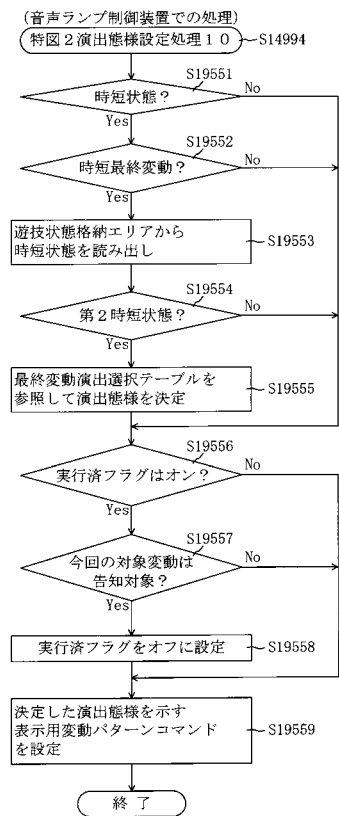 (音声ランプ制御装置での処理)
特図2演出態様設定処理10
S14994
S19551
時短状態?
No
Yes
S19552
時短最終変動?
No
Yes
遊技状態格納エリアから
時短状態を読み出し
S19553
S19554
第2時短状態?
No
Yes
最終変動演出選択テーブルを
参照して演出態様を決定
S19555
S19556
実行済フラグはオン?
No
Yes
S19557
今回の対象変動は
告知対象?
No
Yes
実行済フラグをオフに設定
S19558
決定した演出態様を示す
表示用変動パターンコマンド
を設定
S19559
終了